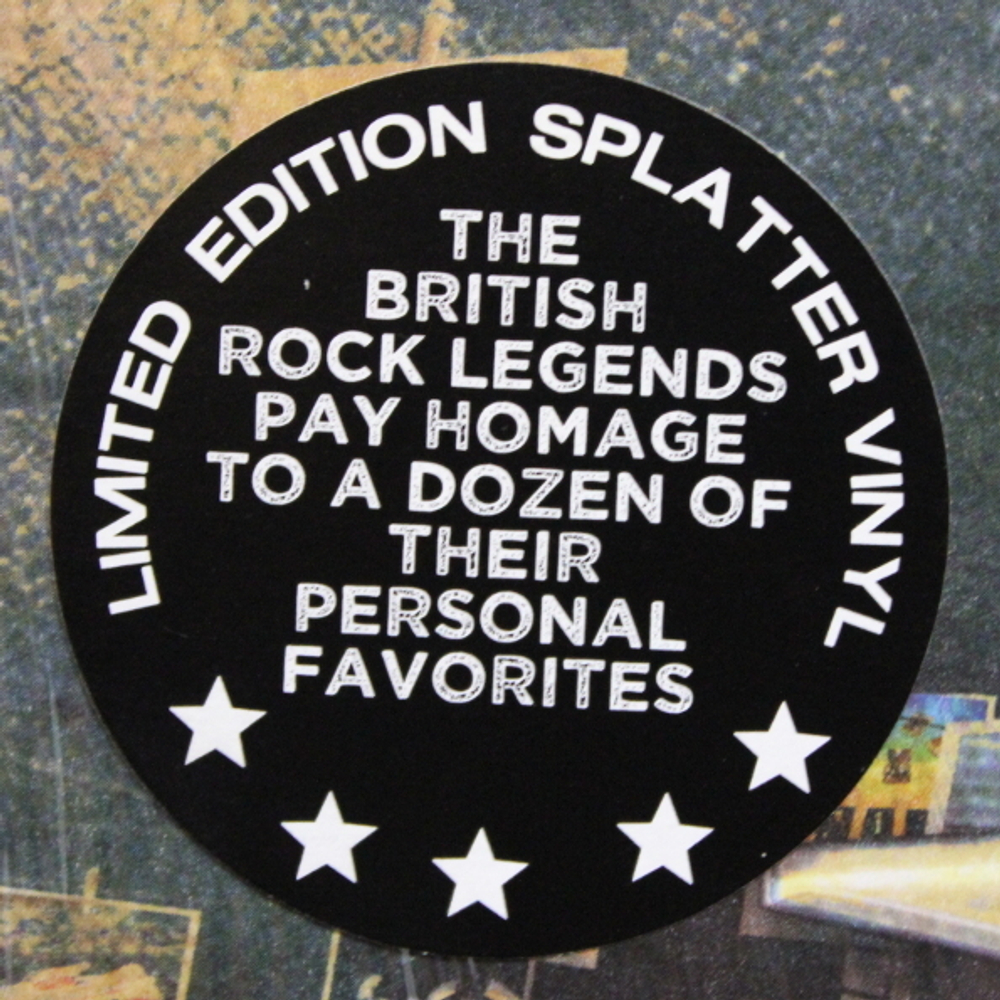 LIMITED EDITION SPLATTER VINYL
THE
BRITISH
ROCK LEGENDS
PAY HOMAGE
TO A DOZEN OF
THEIR
PERSONAL
FAVORITES